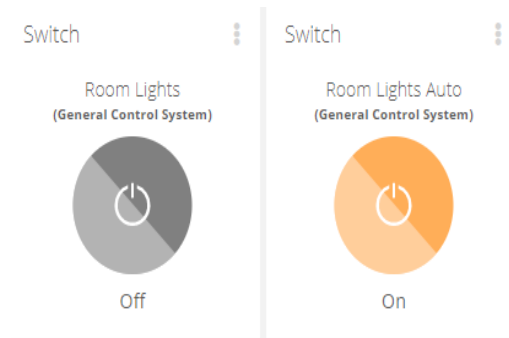 Switch
Room Lights
(General Control System)
Off
Switch
Room Lights Auto
(General Control System)
On